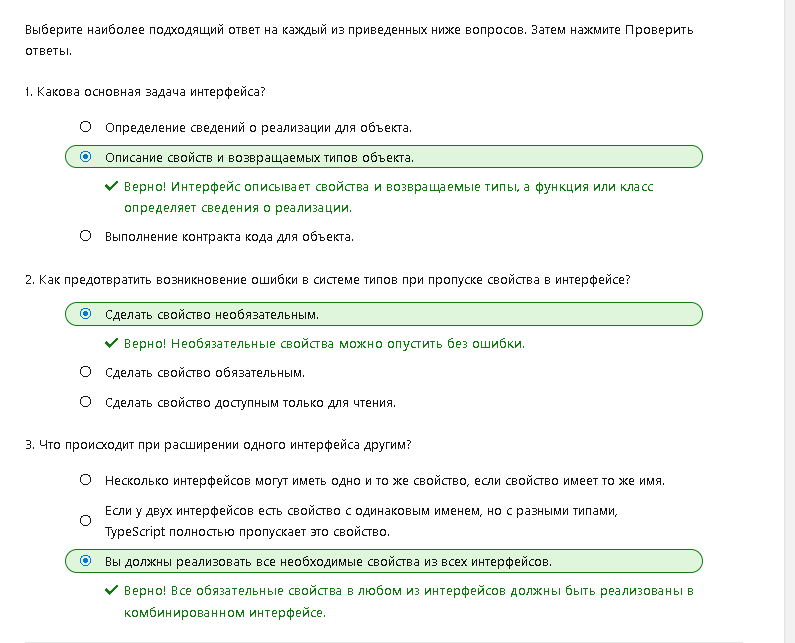 Выберите наиболее подходящий ответ на каждый из приведенных ниже вопросов. Затем нажмите Проверить
ответы.
1. Какова основная задача интерфейса?
Определение сведений о реализации для объекта.
Описание свойств и возвращаемых типов объекта.
Верно! Интерфейс описывает свойства и возвращаемые типы, а функция или класс
определяет сведения о реализации.
Выполнение контракта кода для объекта.
2. Как предотвратить возникновение ошибки в системе типов при пропуске свойства в интерфейсе?
Сделать свойство необязательным.
Верно! Необязательные свойства можно опустить без ошибки.
Сделать свойство обязательным.
Сделать свойство доступным только для чтения.
3. Что происходит при расширении одного интерфейса другим?
Несколько интерфейсов могут иметь одно и то же свойство, если свойство имеет то же имя.
Если у двух интерфейсов есть свойство с одинаковым именем, но с разными типами,
TypeScript полностью пропускает это свойство.
Вы должны реализовать все необходимые свойства из всех интерфейсов.
Верно! Все обязательные свойства в любом из интерфейсов должны быть реализованы в
комбинированном интерфейсе.